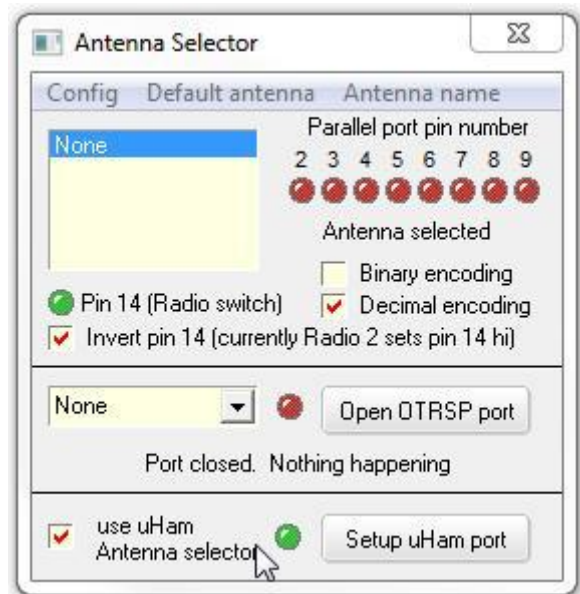 Antenna Selector
Config Default antenna Antenna name
None
Parallel port pin number
2 3 4 5 6 7 8 9
Antenna selected
Binary encoding
Pin 14 (Radio switch)
Decimal encoding
Invert pin 14 (currently Radio 2 sets pin 14 hi)
None
Open OTRSP port
Port closed. Nothing happening
use uHam
Antenna selector
Setup uHam port